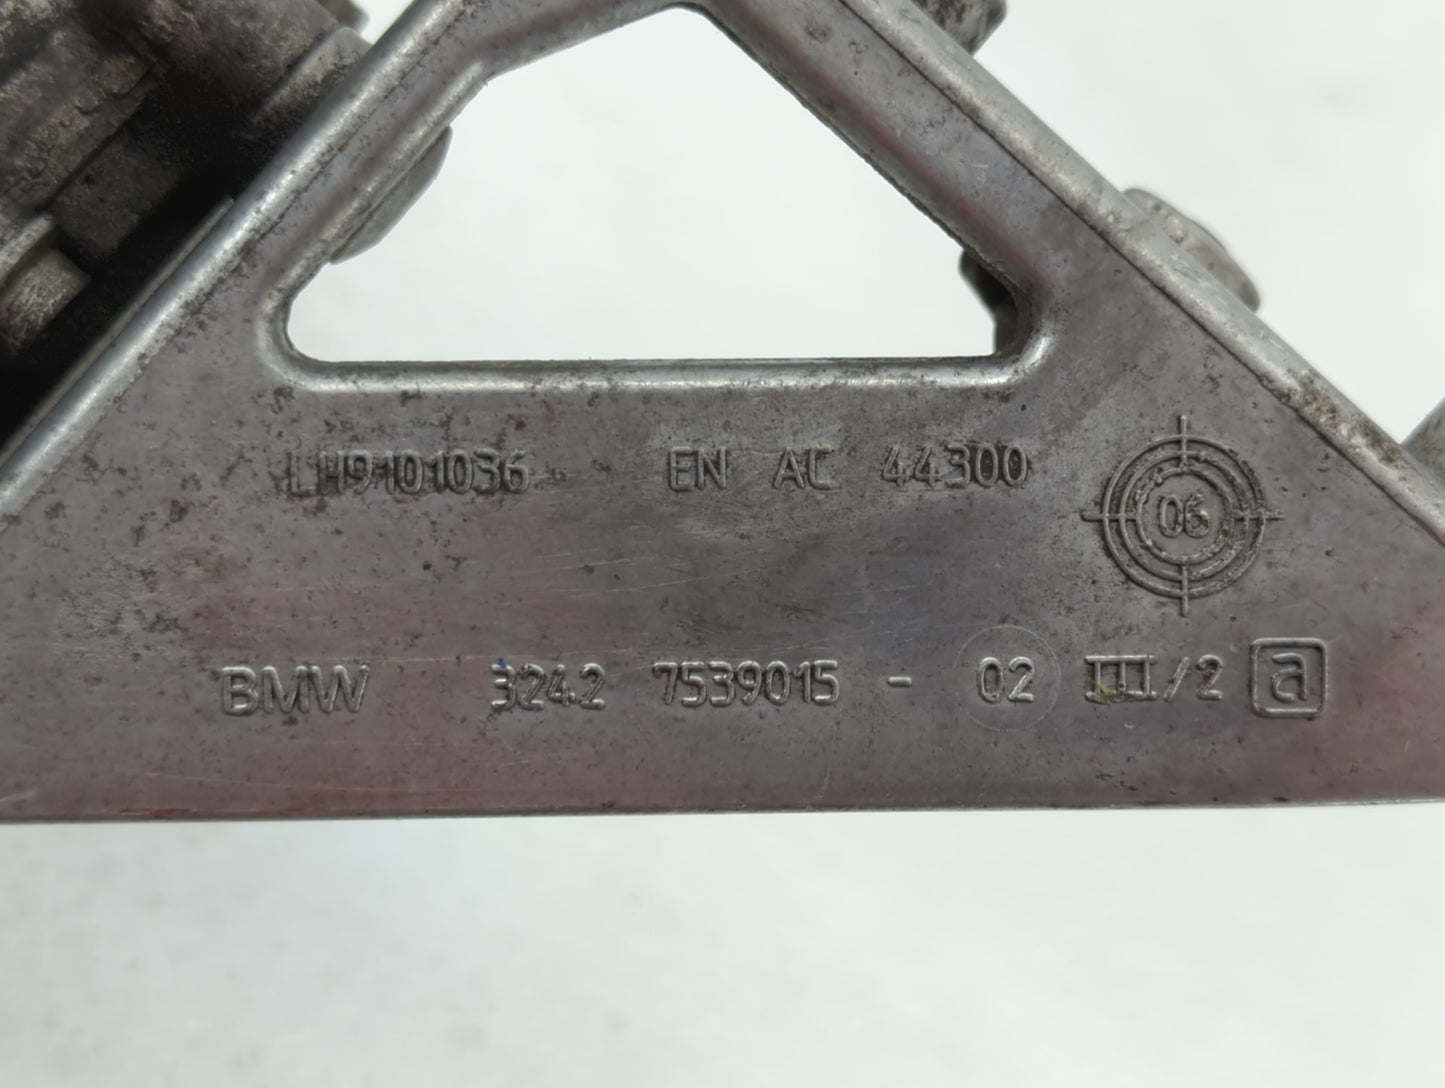 LH9101036 EN AC 44300 06
BMW 3242 7539015 - 02 III/2 a